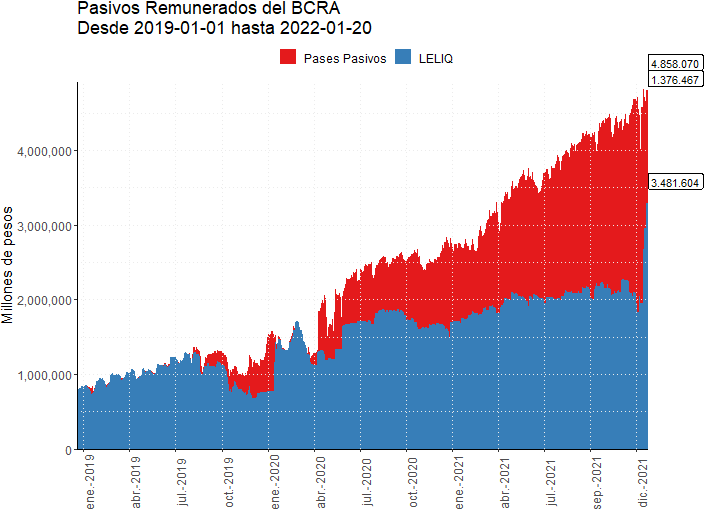 Pasivos Remunerados del BCRA
Desde 2019-01-01 hasta 2022-01-20
Pases Pasivos
LELIQ
4.858.070
1.376.467
3.481.604
Millones de pesos
4,000,000
3,000,000
2,000,000
1,000,000
0
ene.-2019
abr.-2019
jul.-2019
oct.-2019
ene.-2020
abr.-2020
jul.-2020
oct.-2020
ene.-2021
abr.-2021
jul.-2021
sep.-2021
dic.-2021